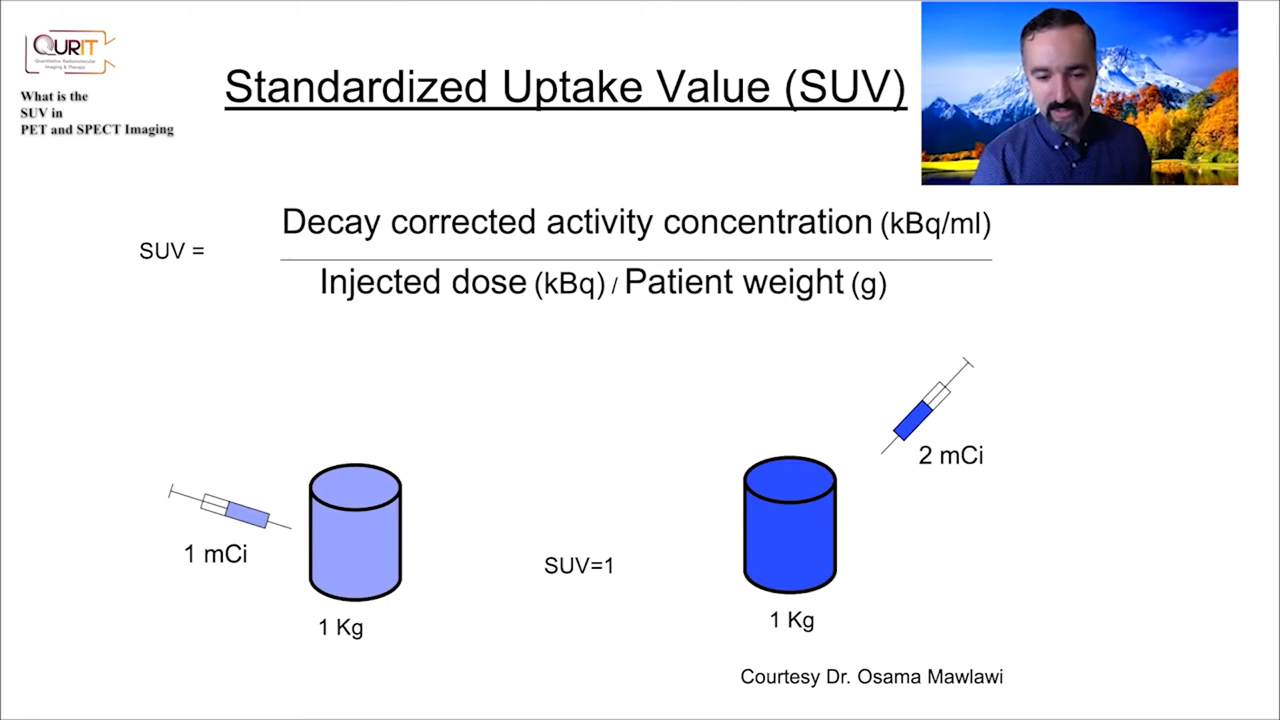 QURIT
Quantitative Radiomolecular
Imaging & Therapy
What is the
SUV in
PET and SPECT Imaging
Standardized Uptake Value (SUV)
SUV =
Decay corrected activity concentration (kBq/ml)
Injected dose (kBq) / Patient weight (g)
2 mCi
1 mCi
SUV=1
1 Kg
1 Kg
Courtesy Dr. Osama Mawlawi